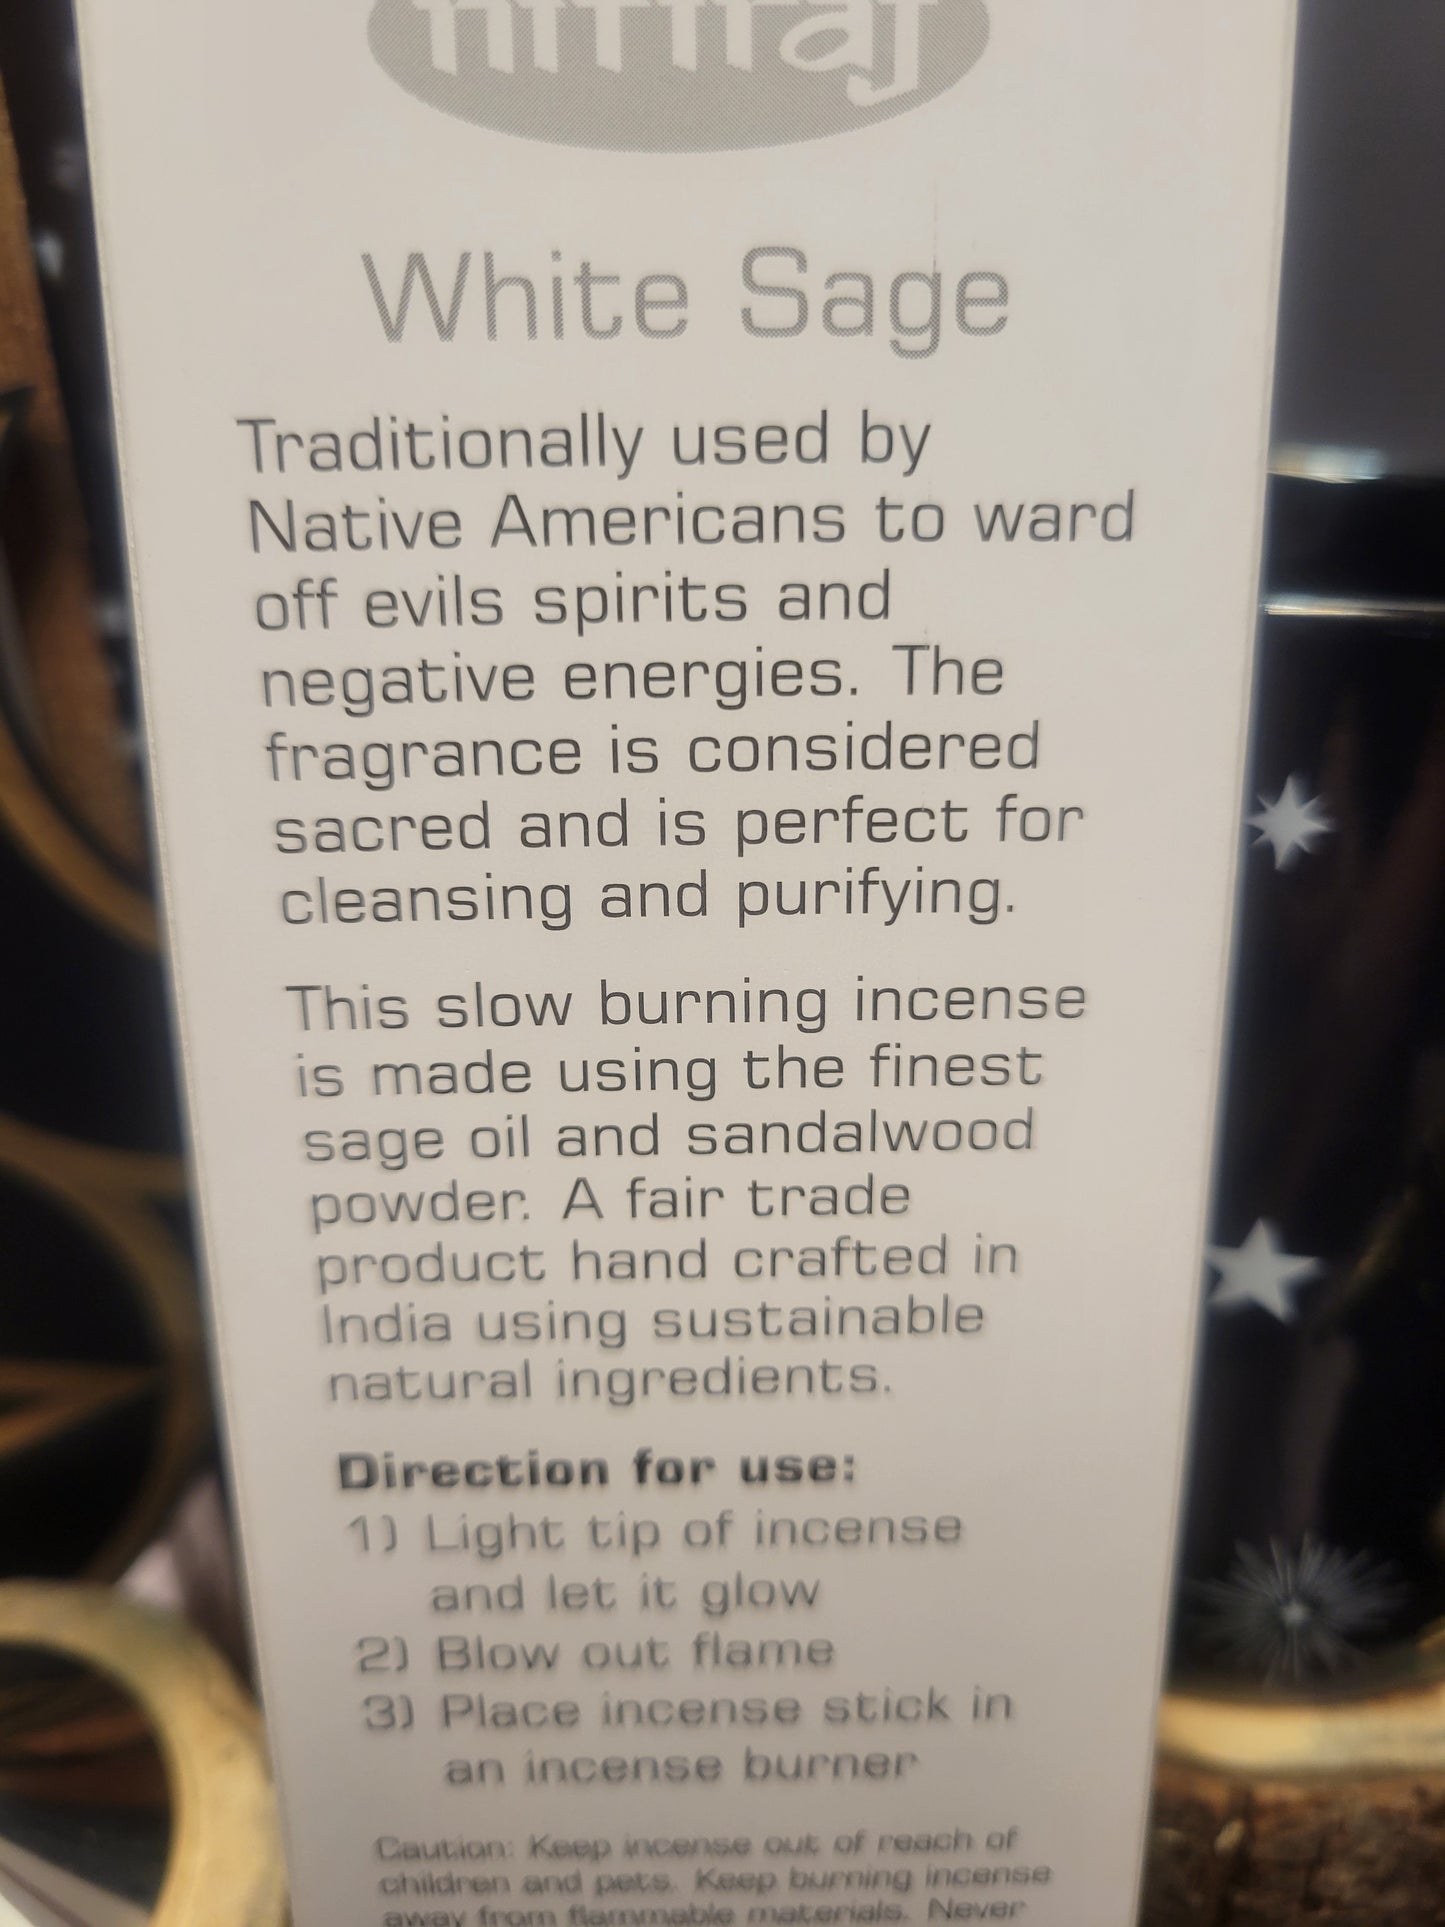 nitiraj
White Sage
Traditionally used by
Native Americans to ward
off evils spirits and
negative energies. The
fragrance is considered
sacred and is perfect for
cleansing and purifying.
This slow burning incense
is made using the finest
sage oil and sandalwood
powder. A fair trade
product hand crafted in
India using sustainable
natural ingredients.
Direction for use:
1) Light tip of incense
and let it glow
2) Blow out flame
3) Place incense stick in
an incense burner
Caution: Keep incense out of reach of
children and pets. Keep burning incense
away from flammable materials. Never